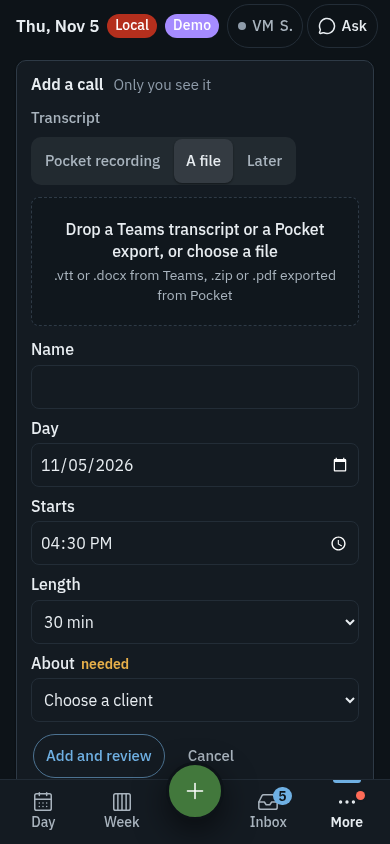 Thu, Nov 5 Local Demo VM S. Ask
Add a call Only you see it
Transcript
Pocket recording A file Later
Drop a Teams transcript or a Pocket
export, or choose a file
.vtt or .docx from Teams, .zip or .pdf exported
from Pocket
Name
Day
11/05/2026
Starts
04:30 PM
Length
30 min
About needed
Choose a client
Add and review Cancel
5
Day Week Inbox More